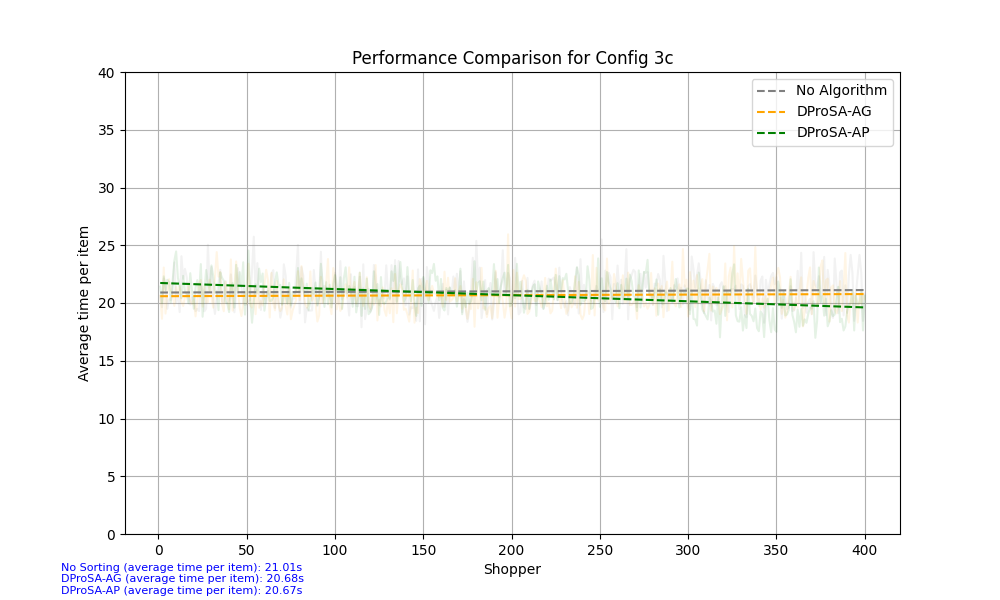 Performance Comparison for Config 3c
40
35
30
25
20
15
10
5
0
Average time per item
No Algorithm
DProSA-AG
DProSA-AP
0 50 100 150 200 250 300 350 400
Shopper
No Sorting (average time per item): 21.01s
DProSA-AG (average time per item): 20.68s
DProSA-AP (average time per item): 20.67s